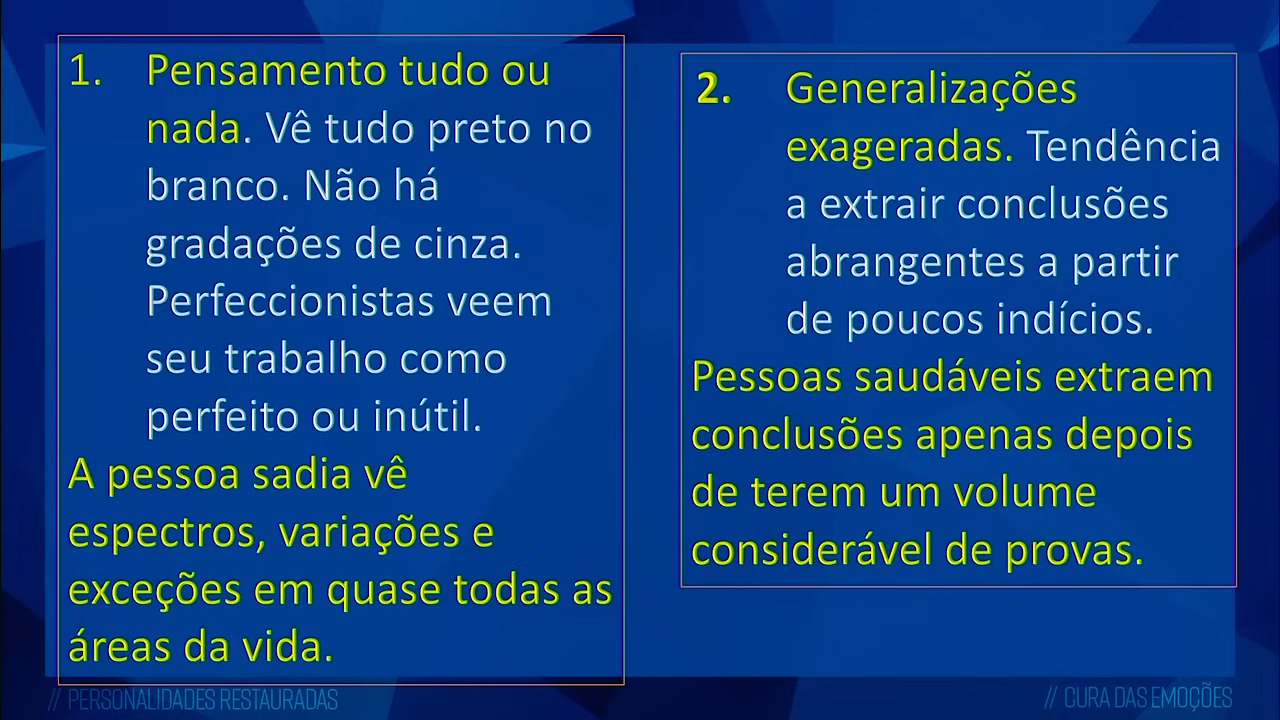 1. Pensamento tudo ou
nada. Vê tudo preto no
branco. Não há
gradações de cinza.
Perfeccionistas veem
seu trabalho como
perfeito ou inútil.
A pessoa sadia vê
espectros, variações e
exceções em quase todas as
áreas da vida.
2. Generalizações
exageradas. Tendência
a extrair conclusões
abrangentes a partir
de poucos indícios.
Pessoas saudáveis extraem
conclusões apenas depois
de terem um volume
considerável de provas.
// PERSONALIDADES RESTAURADAS
// CURA DAS EMOÇÕES